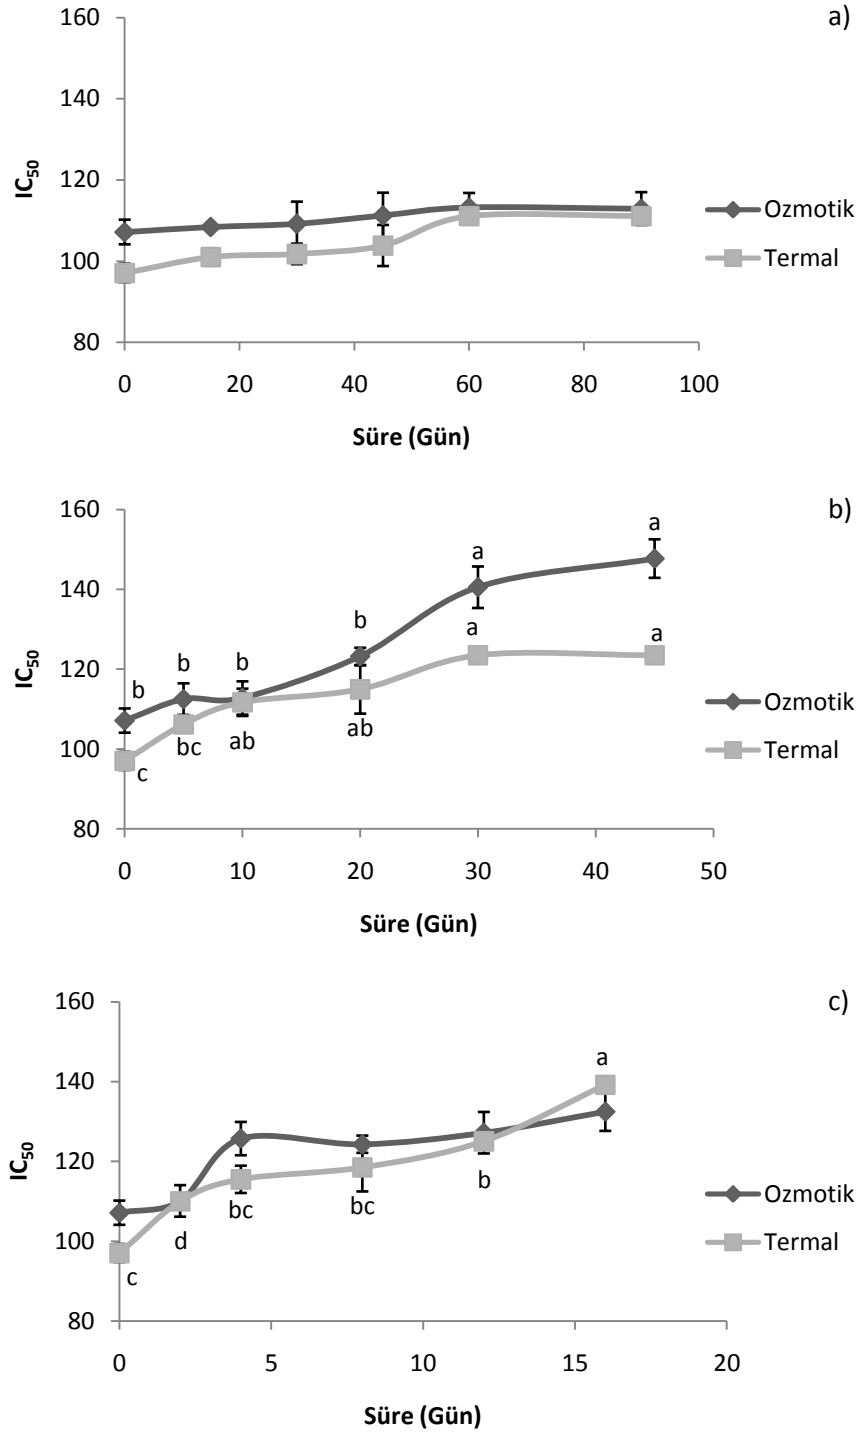 a)
160
140
120
100
80
IC50
0 20 40 60 80 100
Süre (Gün)
Ozmotik
Termal
b)
160
140
120
100
80
IC50
a
a
b
b
b
b
a
a
c
bc
ab
ab
0 10 20 30 40 50
Süre (Gün)
Ozmotik
Termal
c)
160
140
120
100
80
IC50
a
c
d
bc
bc
b
0 5 10 15 20
Süre (Gün)
Ozmotik
Termal